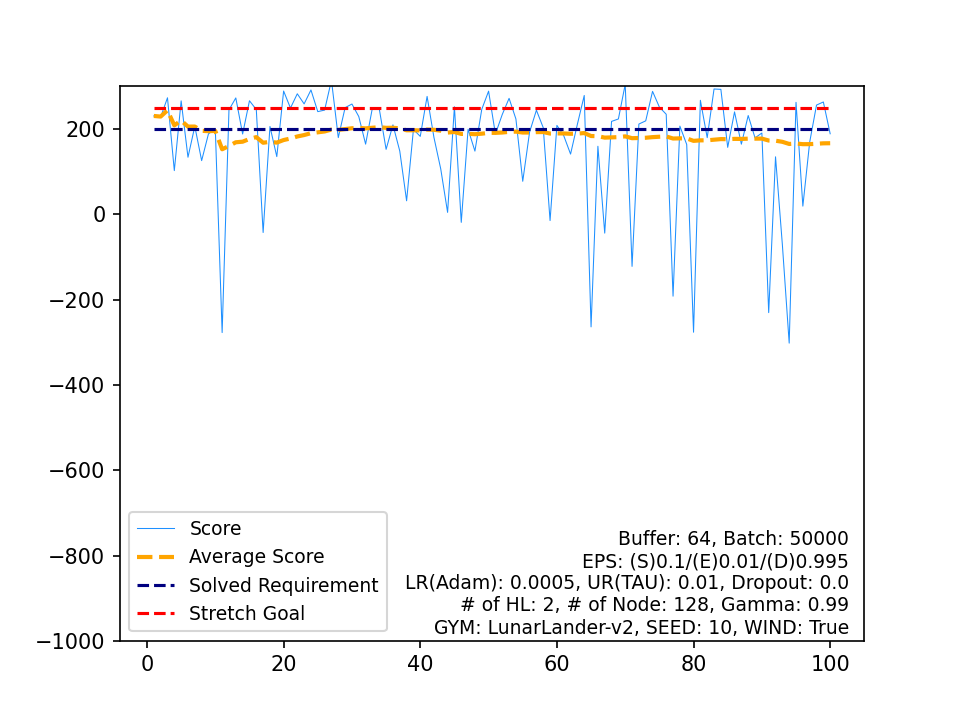 200
0
−200
−400
−600
−800
−1000
0
20
40
60
80
100
Score
Average Score
Solved Requirement
Stretch Goal
Buffer: 64, Batch: 50000
EPS: (S)0.1/(E)0.01/(D)0.995
LR(Adam): 0.0005, UR(TAU): 0.01, Dropout: 0.0
# of HL: 2, # of Node: 128, Gamma: 0.99
GYM: LunarLander-v2, SEED: 10, WIND: True